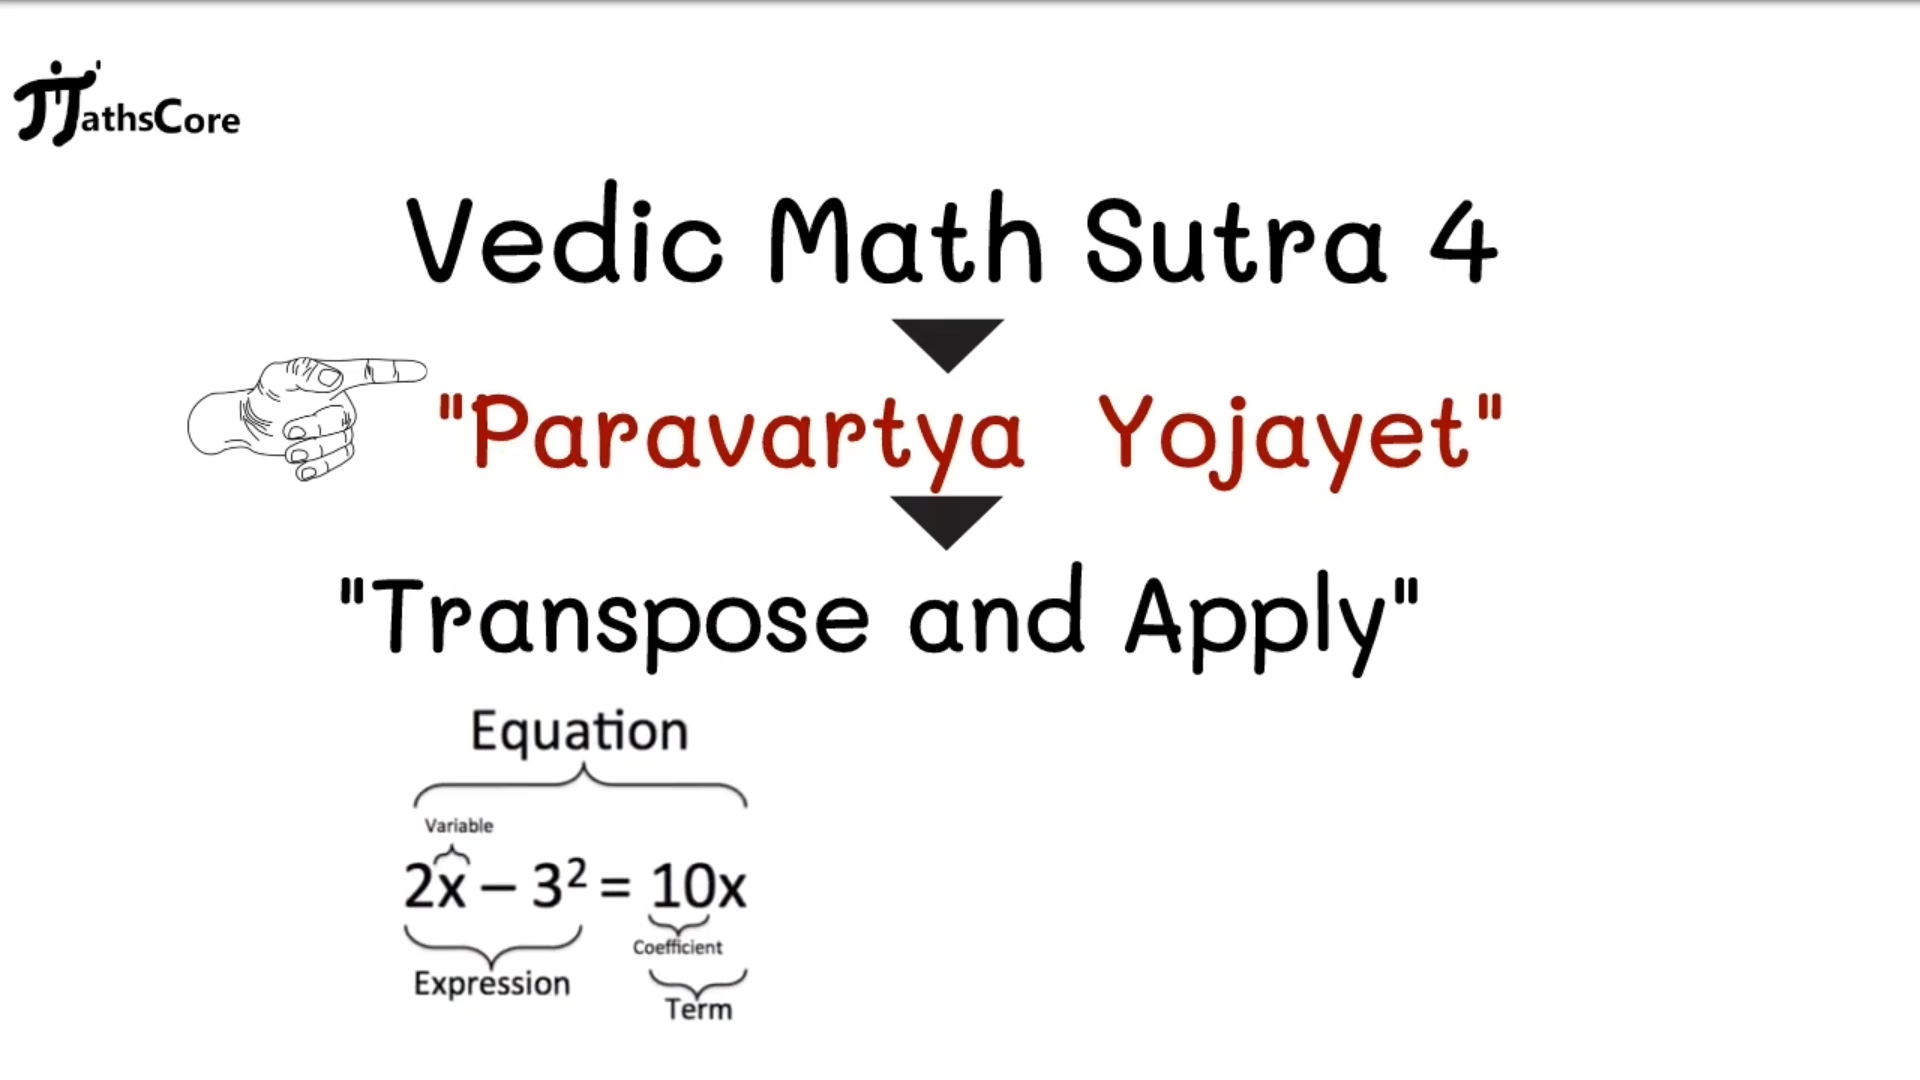 MathsCore
Vedic Math Sutra 4
"Paravartya Yojayet"
"Transpose and Apply"
Equation
Variable
2x – 3² = 10x
Coefficient
Expression
Term